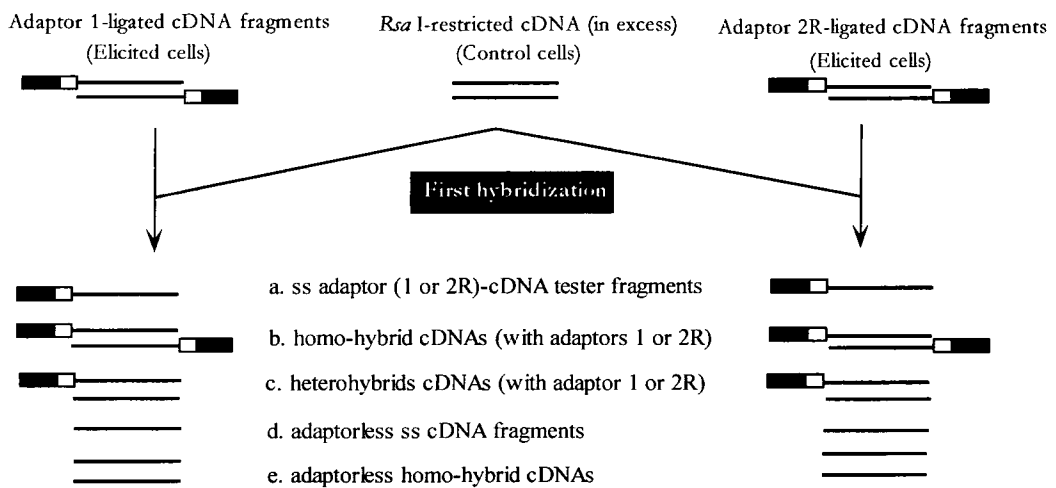 Adaptor 1-ligated cDNA fragments
(Elicited cells)
Rsa I-restricted cDNA (in excess)
(Control cells)
Adaptor 2R-ligated cDNA fragments
(Elicited cells)
First hybridization
a. ss adaptor (1 or 2R)-cDNA tester fragments
b. homo-hybrid cDNAs (with adaptors 1 or 2R)
c. heterohybrids cDNAs (with adaptor 1 or 2R)
d. adaptorless ss cDNA fragments
e. adaptorless homo-hybrid cDNAs